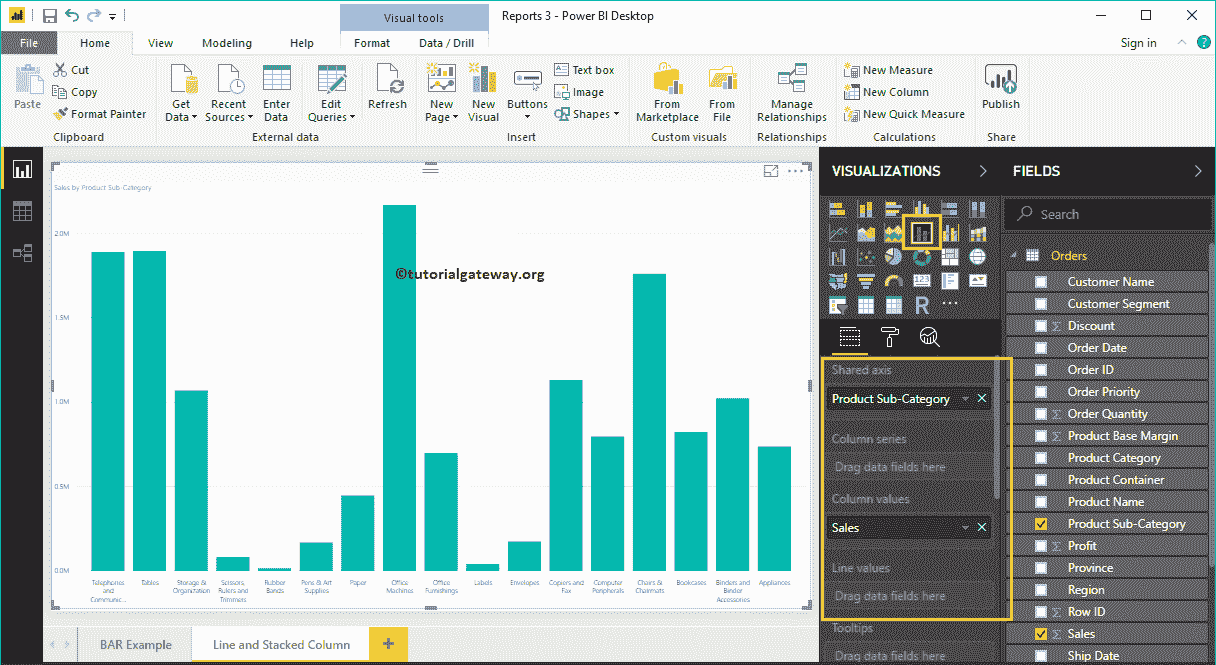 Visual tools
Reports 3 - Power BI Desktop
File
Home
View
Modeling
Help
Format
Data / Drill
Sign in
?
Paste
Cut
Copy
Format Painter
Clipboard
Get Data
Recent Sources
Enter Data
Edit Queries
External data
Refresh
New Page
New Visual
Buttons
Text box
Image
Shapes
Insert
From Marketplace
From File
Custom visuals
Manage Relationships
Relationships
New Measure
New Column
New Quick Measure
Calculations
Publish
Share
Sales by Product Sub-Category
2.0M
1.5M
1.0M
0.5M
0.0M
©tutorialgateway.org
Telephones and Communic...
Tables
Storage & Organization
Scissors, Rulers and Trimmers
Rubber Bands
Pens & Art Supplies
Paper
Office Machines
Office Furnishings
Labels
Envelopes
Copiers and Fax
Computer Peripherals
Chairs & Chairmats
Bookcases
Binders and Binder Accessories
Appliances
BAR Example
Line and Stacked Column
+
VISUALIZATIONS
123
R
Shared axis
Product Sub-Category
Column series
Drag data fields here
Column values
Sales
Line values
Drag data fields here
Tooltips
Drag data fields here
FIELDS
Search
Orders
Customer Name
Customer Segment
Σ Discount
Order Date
Order ID
Order Priority
Σ Order Quantity
Σ Product Base Margin
Product Category
Product Container
Product Name
Product Sub-Category
Σ Profit
Province
Region
Σ Row ID
Σ Sales
Ship Date